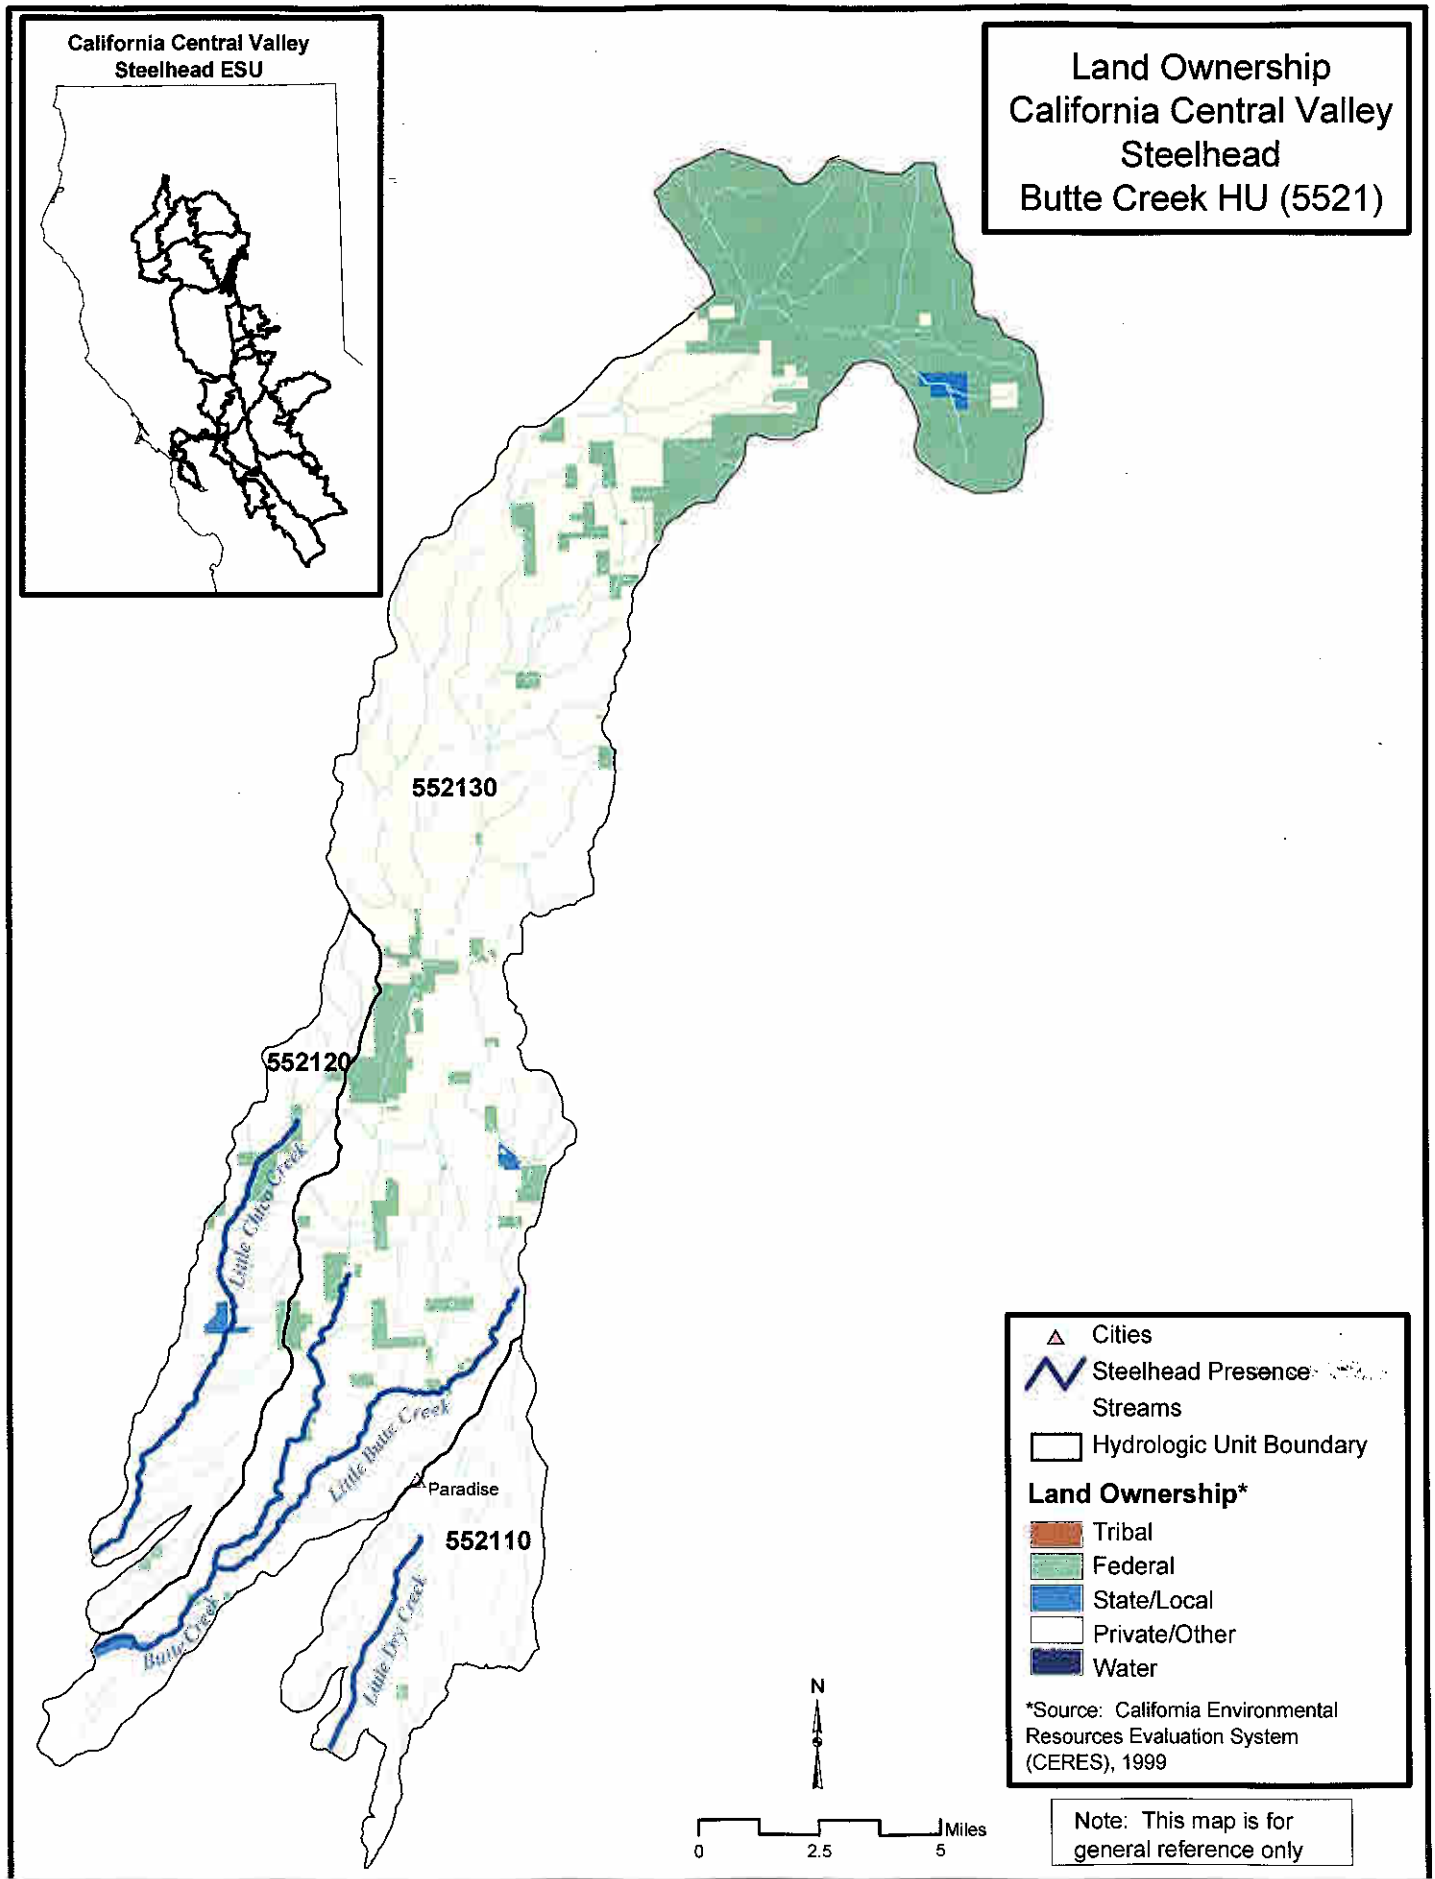 California Central Valley
Steelhead ESU
Land Ownership
California Central Valley
Steelhead
Butte Creek HU (5521)
552130
552120
Little Chico Creek
Little Butte Creek
Paradise
552110
Butte Creek
Little Dry Creek
Cities
Steelhead Presence
Streams
Hydrologic Unit Boundary
Land Ownership*
Tribal
Federal
State/Local
Private/Other
Water
*Source: California Environmental
Resources Evaluation System
(CERES), 1999
N
Miles
0 2.5 5
Note: This map is for
general reference only